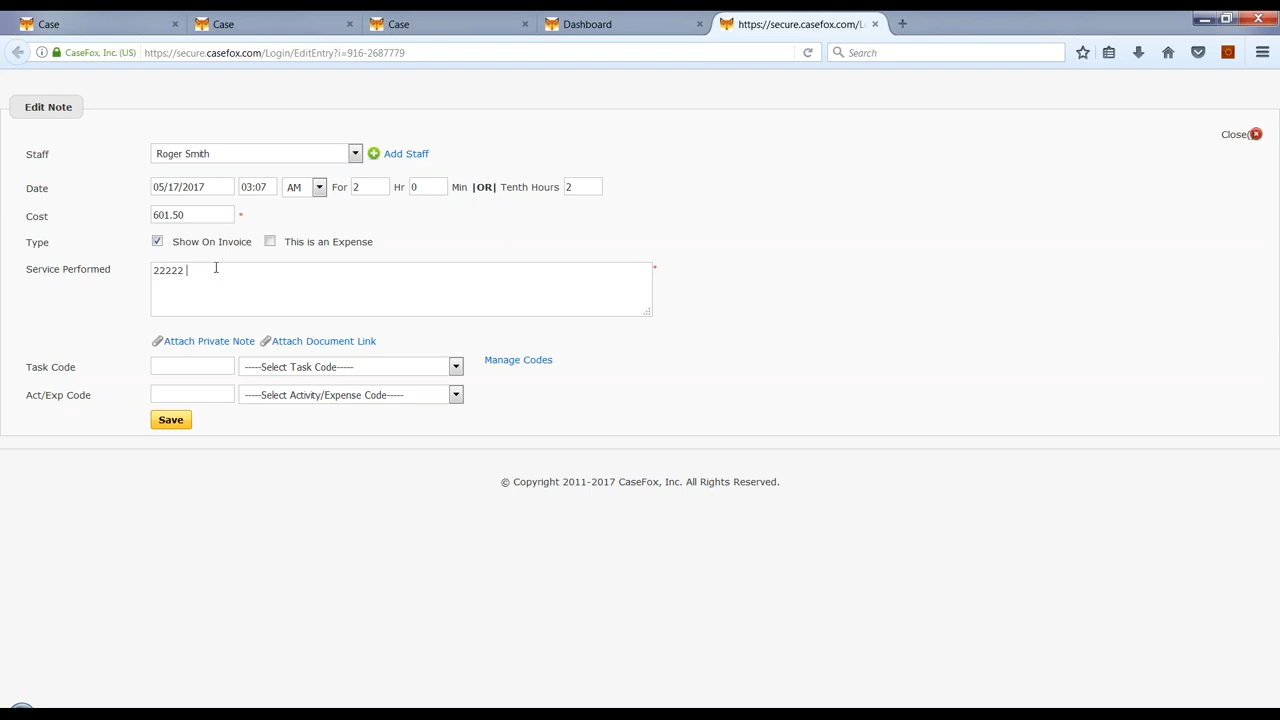 Case
Case
Case
Dashboard
https://secure.casefox.com/L
CaseFox, Inc. (US)
https://secure.casefox.com/Login/EditEntry?i=916-2687779
Search
Edit Note
Close
Staff
Roger Smith
Add Staff
Date
05/17/2017
03:07
AM
For
2
Hr
0
Min |OR| Tenth Hours
2
Cost
601.50
*
Type
Show On Invoice
This is an Expense
Service Performed
22222
*
Attach Private Note
Attach Document Link
Task Code
-----Select Task Code-----
Manage Codes
Act/Exp Code
-----Select Activity/Expense Code-----
Save
© Copyright 2011-2017 CaseFox, Inc. All Rights Reserved.